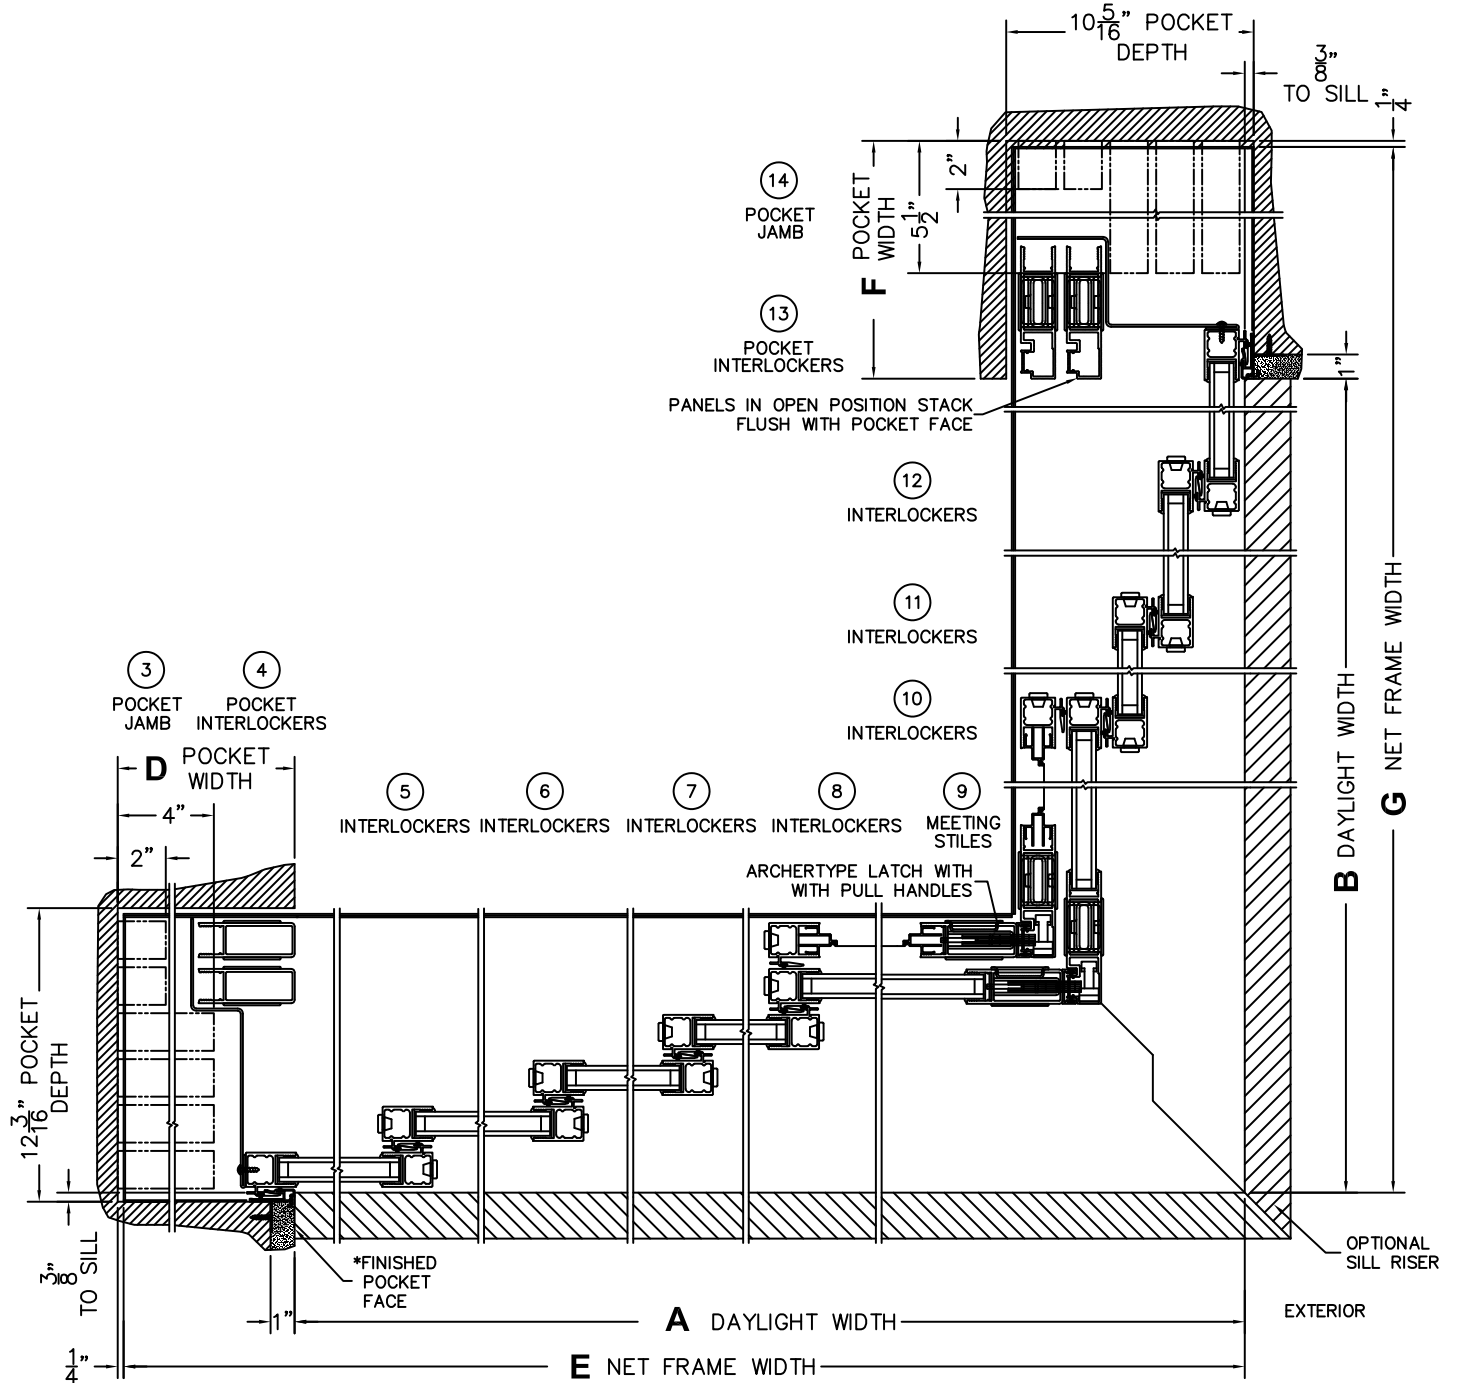 10 5/16" POCKET
DEPTH
3/8"
TO SILL
1/4"
2"
5 1/2"
POCKET
WIDTH
F
14
POCKET
JAMB
13
POCKET
INTERLOCKERS
1"
PANELS IN OPEN POSITION STACK
FLUSH WITH POCKET FACE
12
INTERLOCKERS
11
INTERLOCKERS
10
INTERLOCKERS
B DAYLIGHT WIDTH
G NET FRAME WIDTH
3
POCKET
JAMB
4
POCKET
INTERLOCKERS
D POCKET
WIDTH
4"
2"
5
INTERLOCKERS
6
INTERLOCKERS
7
INTERLOCKERS
8
INTERLOCKERS
9
MEETING
STILES
ARCHERTYPE LATCH WITH
WITH PULL HANDLES
12 3/16" POCKET
DEPTH
3/8"
TO SILL
*FINISHED
POCKET
FACE
OPTIONAL
SILL RISER
EXTERIOR
1"
A DAYLIGHT WIDTH
1/4"
E NET FRAME WIDTH